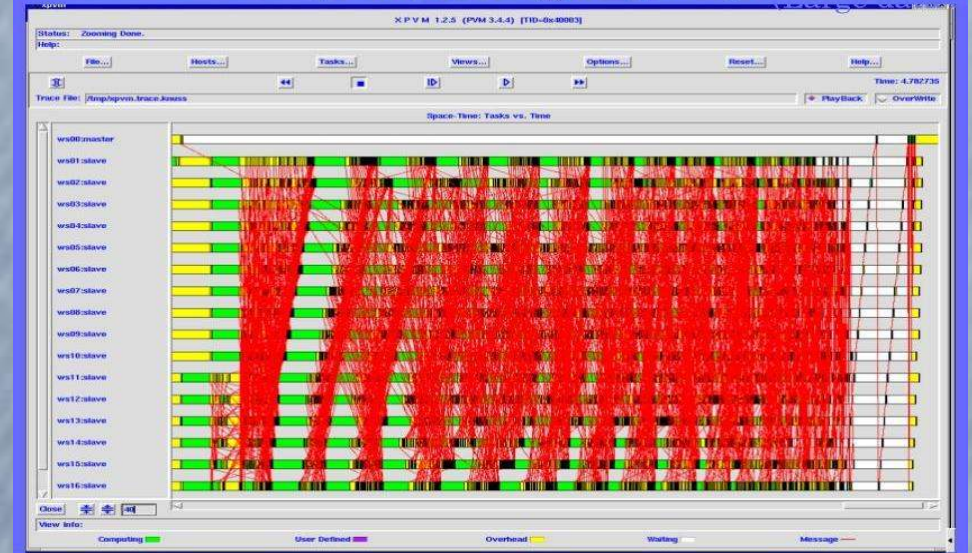 (Large da
xpvm
X P V M 1.2.5 (PVM 3.4.4) [TID=0x40003]
Status: Zooming Done.
Help:
File... Hosts... Tasks... Views... Options... Reset... Help...
Time: 4.782735
Trace File: /tmp/xpvm.trace.knuss PlayBack OverWrite
Space-Time: Tasks vs. Time
ws00:master
ws01:slave
ws02:slave
ws03:slave
ws04:slave
ws05:slave
ws06:slave
ws07:slave
ws08:slave
ws09:slave
ws10:slave
ws11:slave
ws12:slave
ws13:slave
ws14:slave
ws15:slave
ws16:slave
Close 40
View Info:
Computing User Defined Overhead Waiting Message